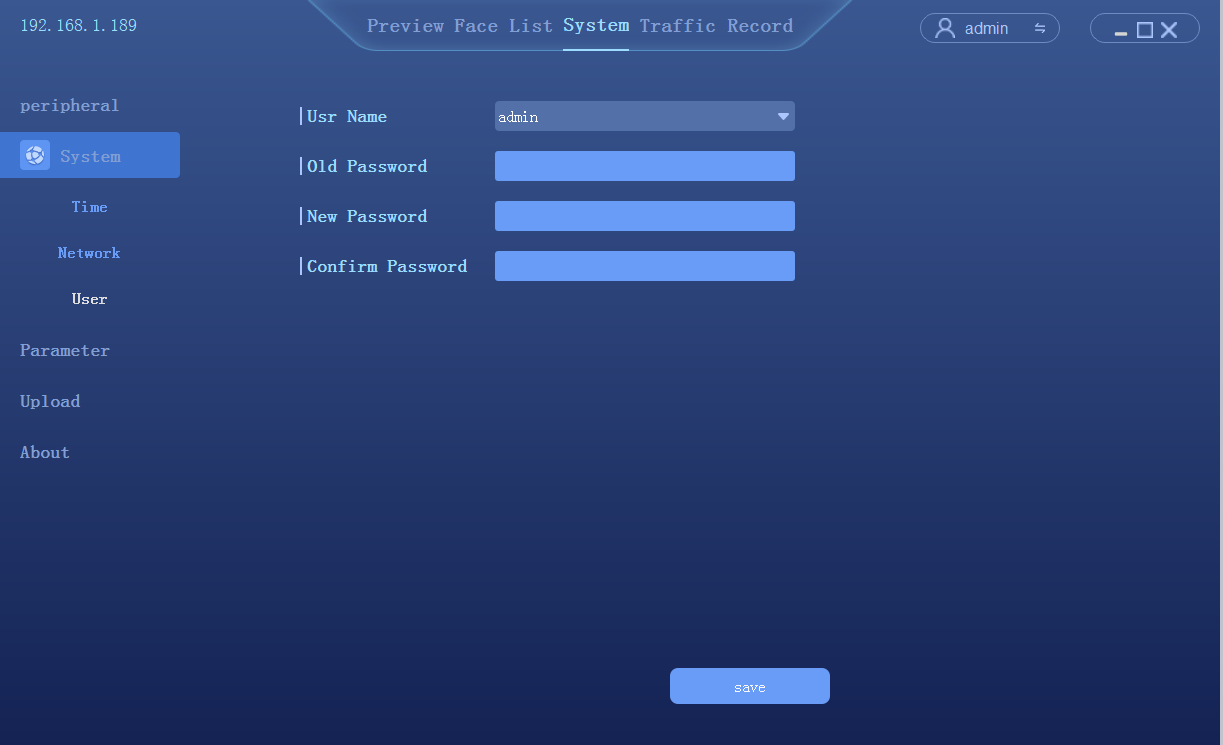 192.168.1.189
Preview Face List System Traffic Record
admin
peripheral
System
Time
Network
User
Parameter
Upload
About
Usr Name
admin
Old Password
New Password
Confirm Password
save